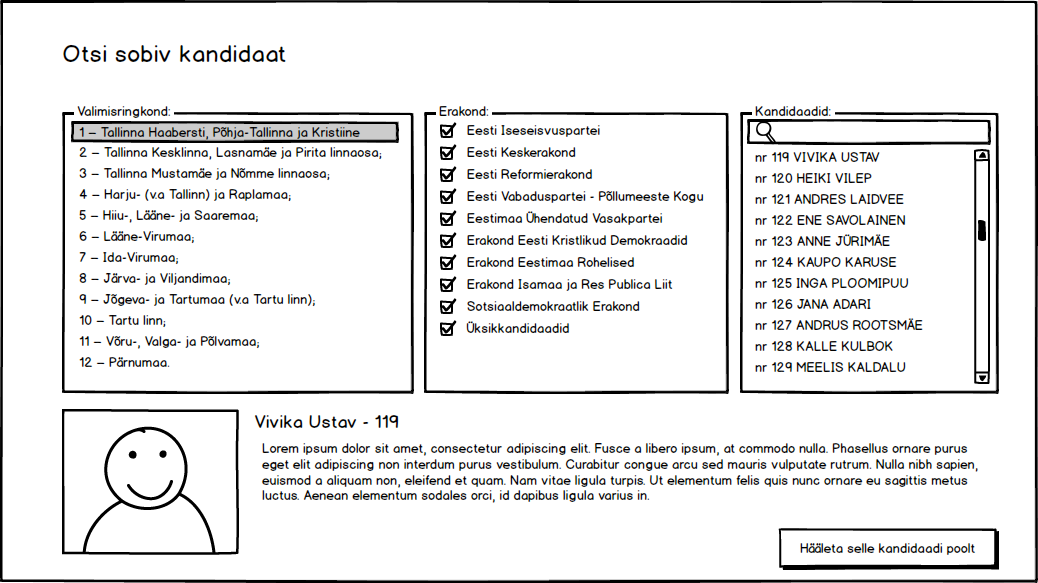 Otsi sobiv kandidaat
Valimisringkond:
1 – Tallinna Haabersti, Põhja-Tallinna ja Kristiine
2 – Tallinna Kesklinna, Lasnamäe ja Pirita linnaosa;
3 – Tallinna Mustamäe ja Nõmme linnaosa;
4 – Harju- (v.a Tallinn) ja Raplamaa;
5 – Hiiu-, Lääne- ja Saaremaa;
6 – Lääne-Virumaa;
7 – Ida-Virumaa;
8 – Järva- ja Viljandimaa;
9 – Jõgeva- ja Tartumaa (v.a Tartu linn);
10 – Tartu linn;
11 – Võru-, Valga- ja Põlvamaa;
12 – Pärnumaa.
Erakond:
Eesti Iseseisvuspartei
Eesti Keskerakond
Eesti Reformierakond
Eesti Vabaduspartei - Põllumeeste Kogu
Eestimaa Ühendatud Vasakpartei
Erakond Eesti Kristlikud Demokraadid
Erakond Eestimaa Rohelised
Erakond Isamaa ja Res Publica Liit
Sotsiaaldemokraatlik Erakond
Üksikkandidaadid
Kandidaadid:
nr 119 VIVIKA USTAV
nr 120 HEIKI VILEP
nr 121 ANDRES LAIDVEE
nr 122 ENE SAVOLAINEN
nr 123 ANNE JÜRIMÄE
nr 124 KAUPO KARUSE
nr 125 INGA PLOOMIPUU
nr 126 JANA ADARI
nr 127 ANDRUS ROOTSMÄE
nr 128 KALLE KULBOK
nr 129 MEELIS KALDALU
Vivika Ustav - 119
Lorem ipsum dolor sit amet, consectetur adipiscing elit. Fusce a libero ipsum, at commodo nulla. Phasellus ornare purus
eget elit adipiscing non interdum purus vestibulum. Curabitur congue arcu sed mauris vulputate rutrum. Nulla nibh sapien,
euismod a aliquam non, eleifend et quam. Nam vitae ligula turpis. Ut elementum felis quis nunc ornare eu sagittis metus
luctus. Aenean elementum sodales orci, id dapibus ligula varius in.
Hääleta selle kandidaadi poolt